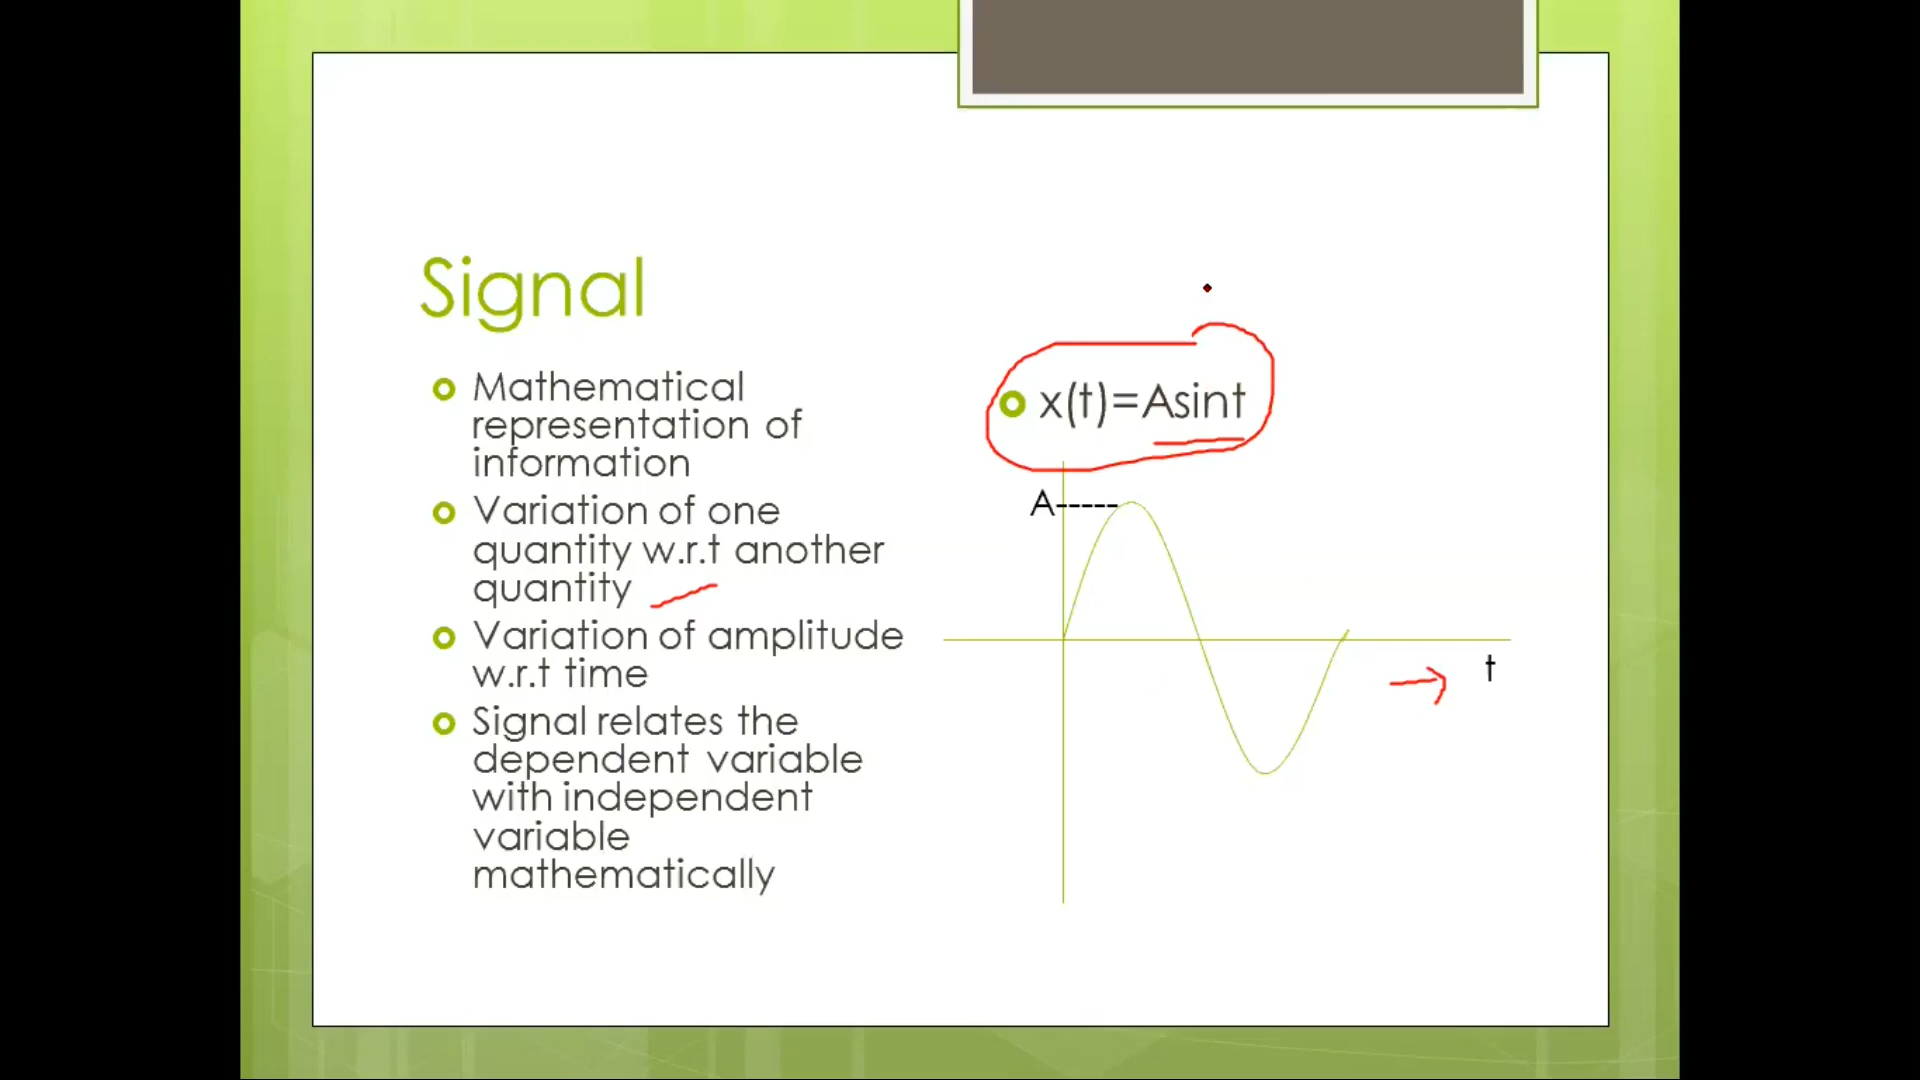 Signal
Mathematical
representation of
information
Variation of one
quantity w.r.t another
quantity
Variation of amplitude
w.r.t time
Signal relates the
dependent variable
with independent
variable
mathematically
x(t)=Asint
A-----
t